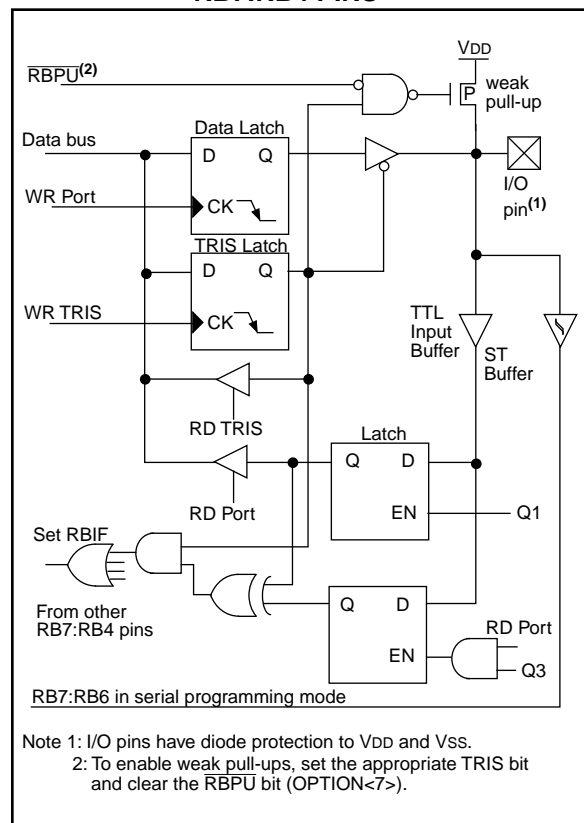 VDD
RBPU(2)
P
weak
pull-up
Data bus
Data Latch
D Q
WR Port
CK
I/O
pin(1)
TRIS Latch
D Q
WR TRIS
CK
TTL
Input
Buffer
ST
Buffer
RD TRIS
Latch
Q D
RD Port
EN
Q1
Set RBIF
From other
RB7:RB4 pins
Q D
RD Port
EN
Q3
RB7:RB6 in serial programming mode
Note 1: I/O pins have diode protection to VDD and VSS.
2: To enable weak pull-ups, set the appropriate TRIS bit
and clear the RBPU bit (OPTION<7>).